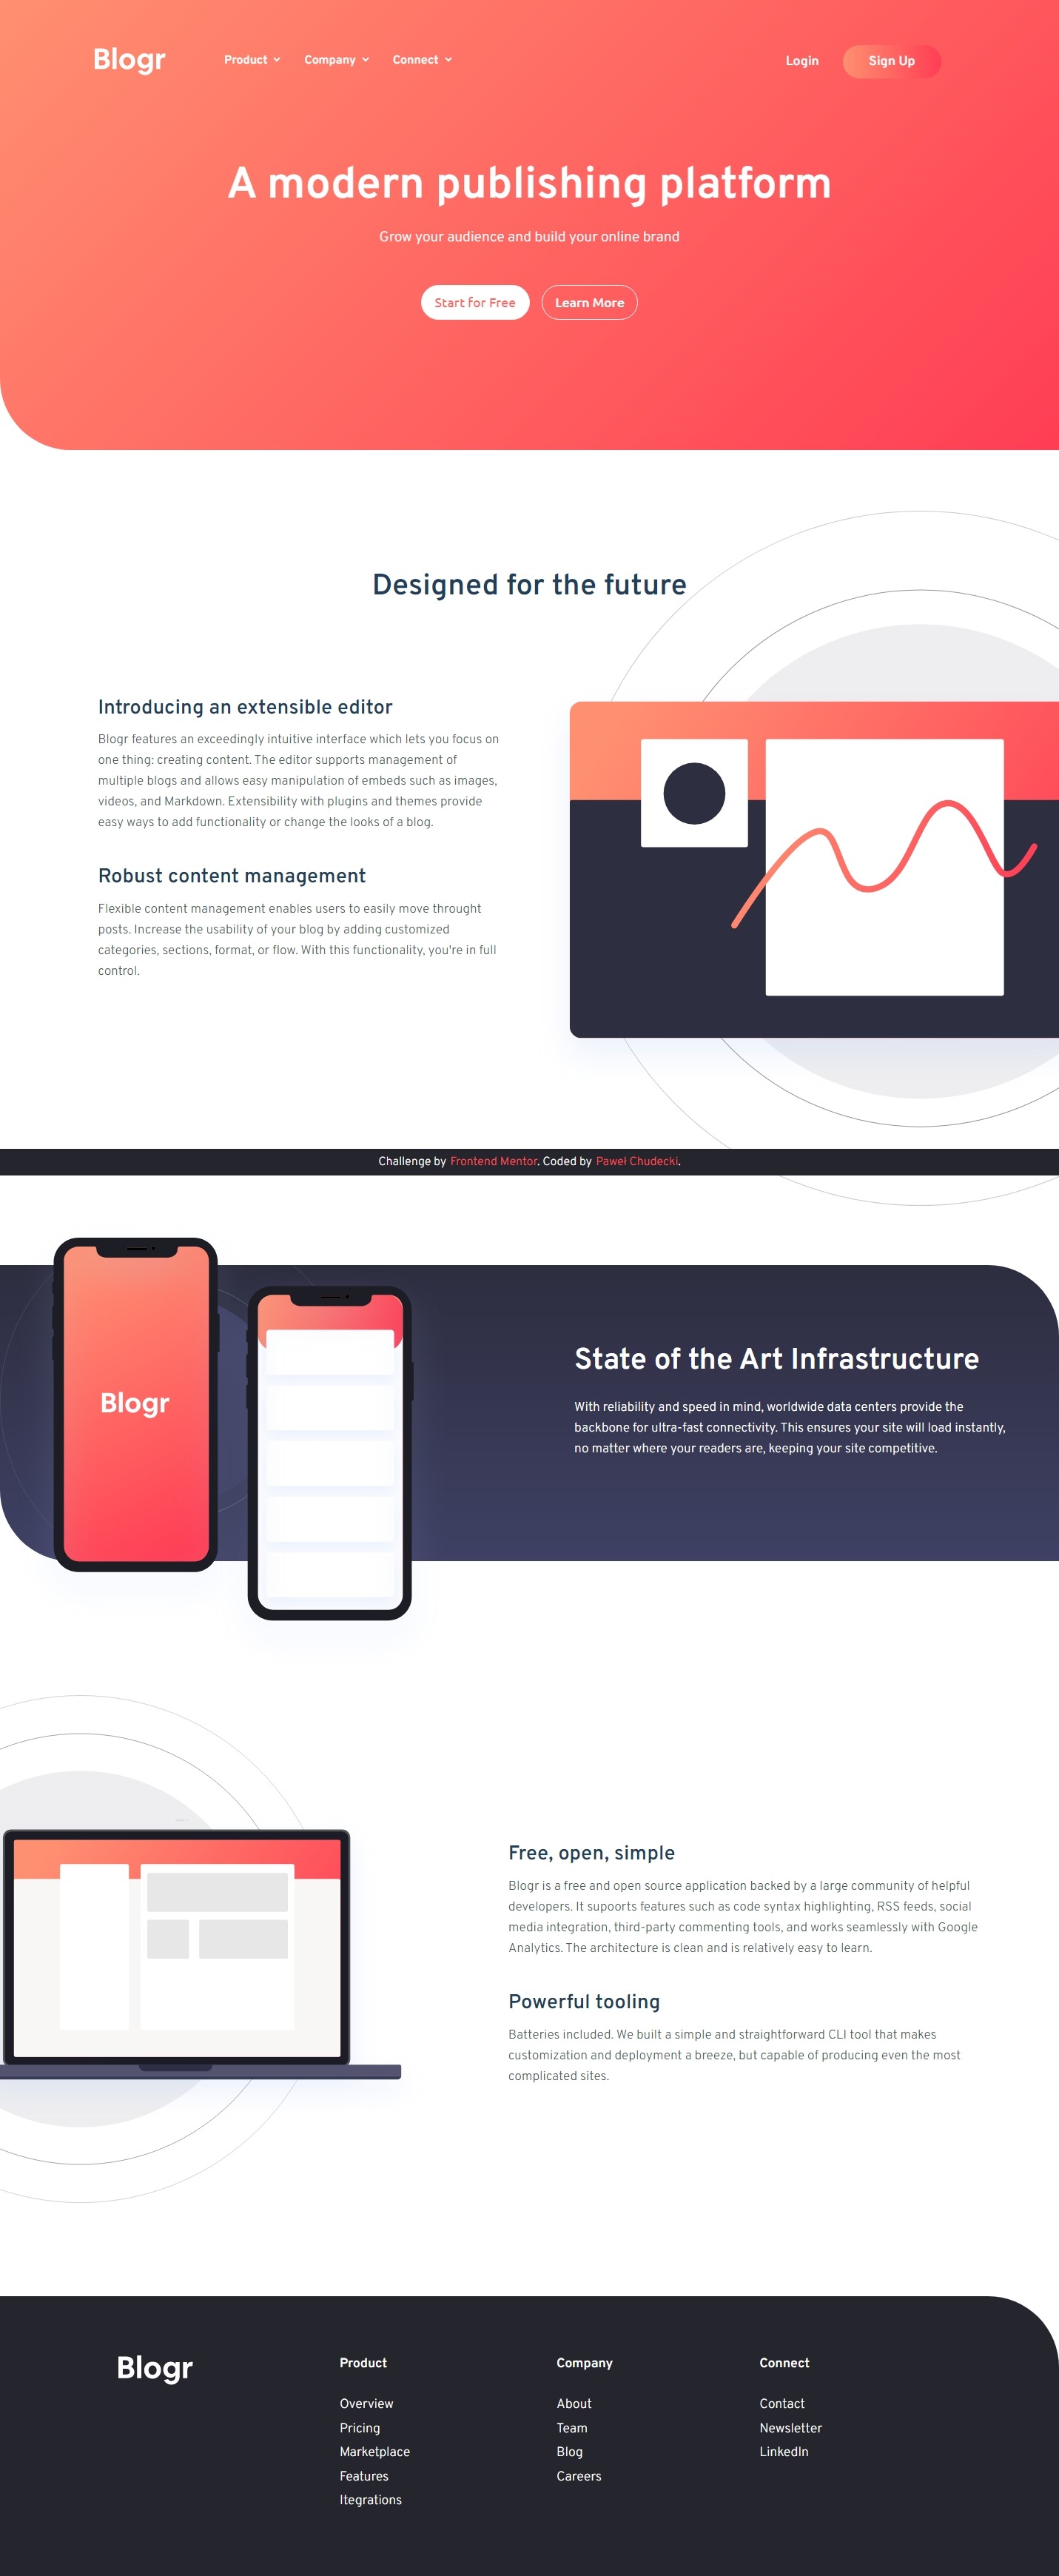 Blogr
Product
Company
Connect
Login
Sign Up
A modern publishing platform
Grow your audience and build your online brand
Start for Free
Learn More
Designed for the future
Introducing an extensible editor
Blogr features an exceedingly intuitive interface which lets you focus on
one thing: creating content. The editor supports management of
multiple blogs and allows easy manipulation of embeds such as images,
videos, and Markdown. Extensibility with plugins and themes provide
easy ways to add functionality or change the looks of a blog.
Robust content management
Flexible content management enables users to easily move throught
posts. Increase the usability of your blog by adding customized
categories, sections, format, or flow. With this functionality, you're in full
control.
Challenge by Frontend Mentor. Coded by Paweł Chudecki.
Blogr
State of the Art Infrastructure
With reliability and speed in mind, worldwide data centers provide the
backbone for ultra-fast connectivity. This ensures your site will load instantly,
no matter where your readers are, keeping your site competitive.
Free, open, simple
Blogr is a free and open source application backed by a large community of helpful
developers. It supoorts features such as code syntax highlighting, RSS feeds, social
media integration, third-party commenting tools, and works seamlessly with Google
Analytics. The architecture is clean and is relatively easy to learn.
Powerful tooling
Batteries included. We built a simple and straightforward CLI tool that makes
customization and deployment a breeze, but capable of producing even the most
complicated sites.
Blogr
Product
Overview
Pricing
Marketplace
Features
Itegrations
Company
About
Team
Blog
Careers
Connect
Contact
Newsletter
LinkedIn